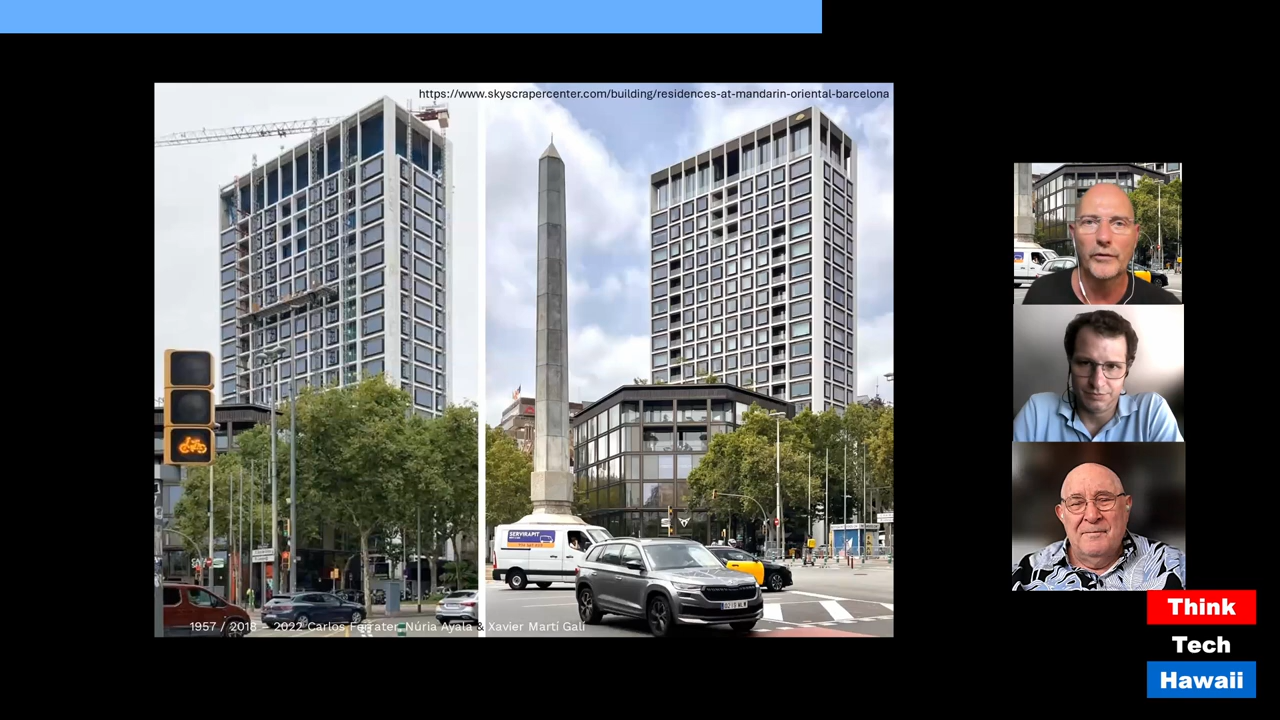 https://www.skyscrapercenter.com/building/residences-at-mandarin-oriental-barcelona
SERVIRAPIT
1957 / 2018 – 2022 Carlos Ferrater, Núria Ayala & Xavier Martí Galí
Think
Tech
Hawaii